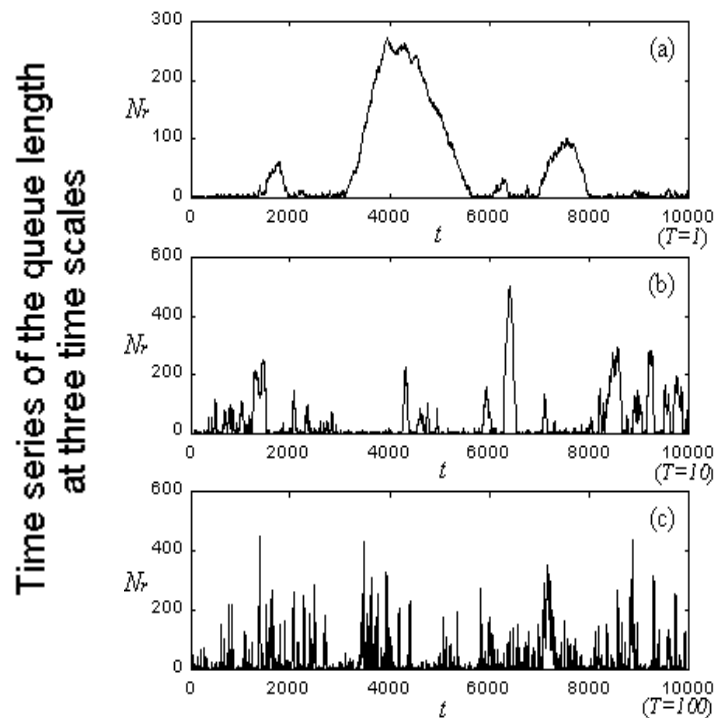 Time series of the queue length
at three time scales
300
(a)
200
Nr
100
0
0 2000 4000 6000 8000 10000
t
(T=1)
600
(b)
400
Nr
200
0
0 2000 4000 6000 8000 10000
t
(T=10)
600
(c)
400
Nr
200
0
0 2000 4000 6000 8000 10000
t
(T=100)